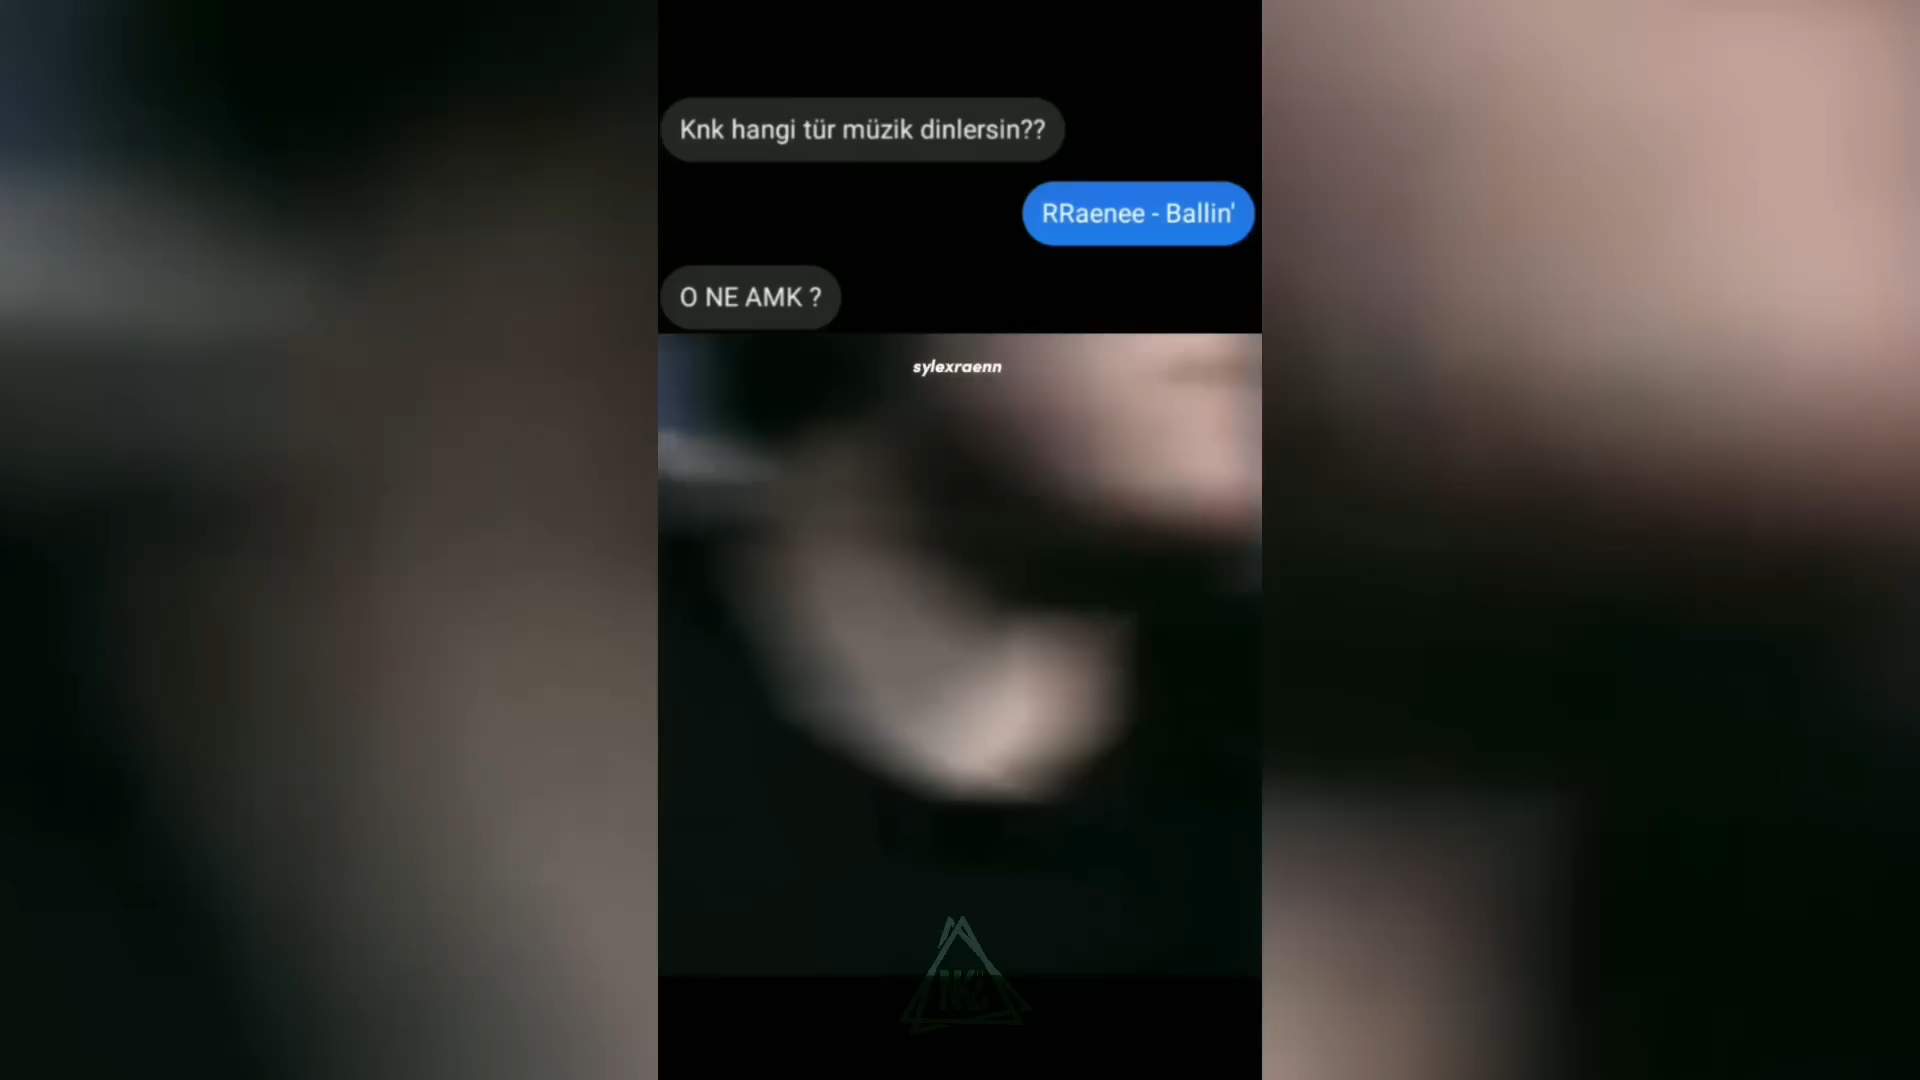 Knk hangi tür müzik dinlersin??
RRaenee - Ballin'
O NE AMK ?
sylexraenn